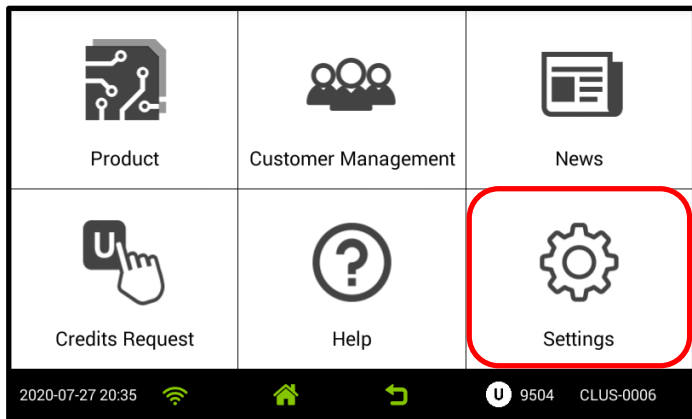 Product
Customer Management
News
U
Credits Request
?
Help
Settings
2020-07-27 20:35
U 9504 CLUS-0006